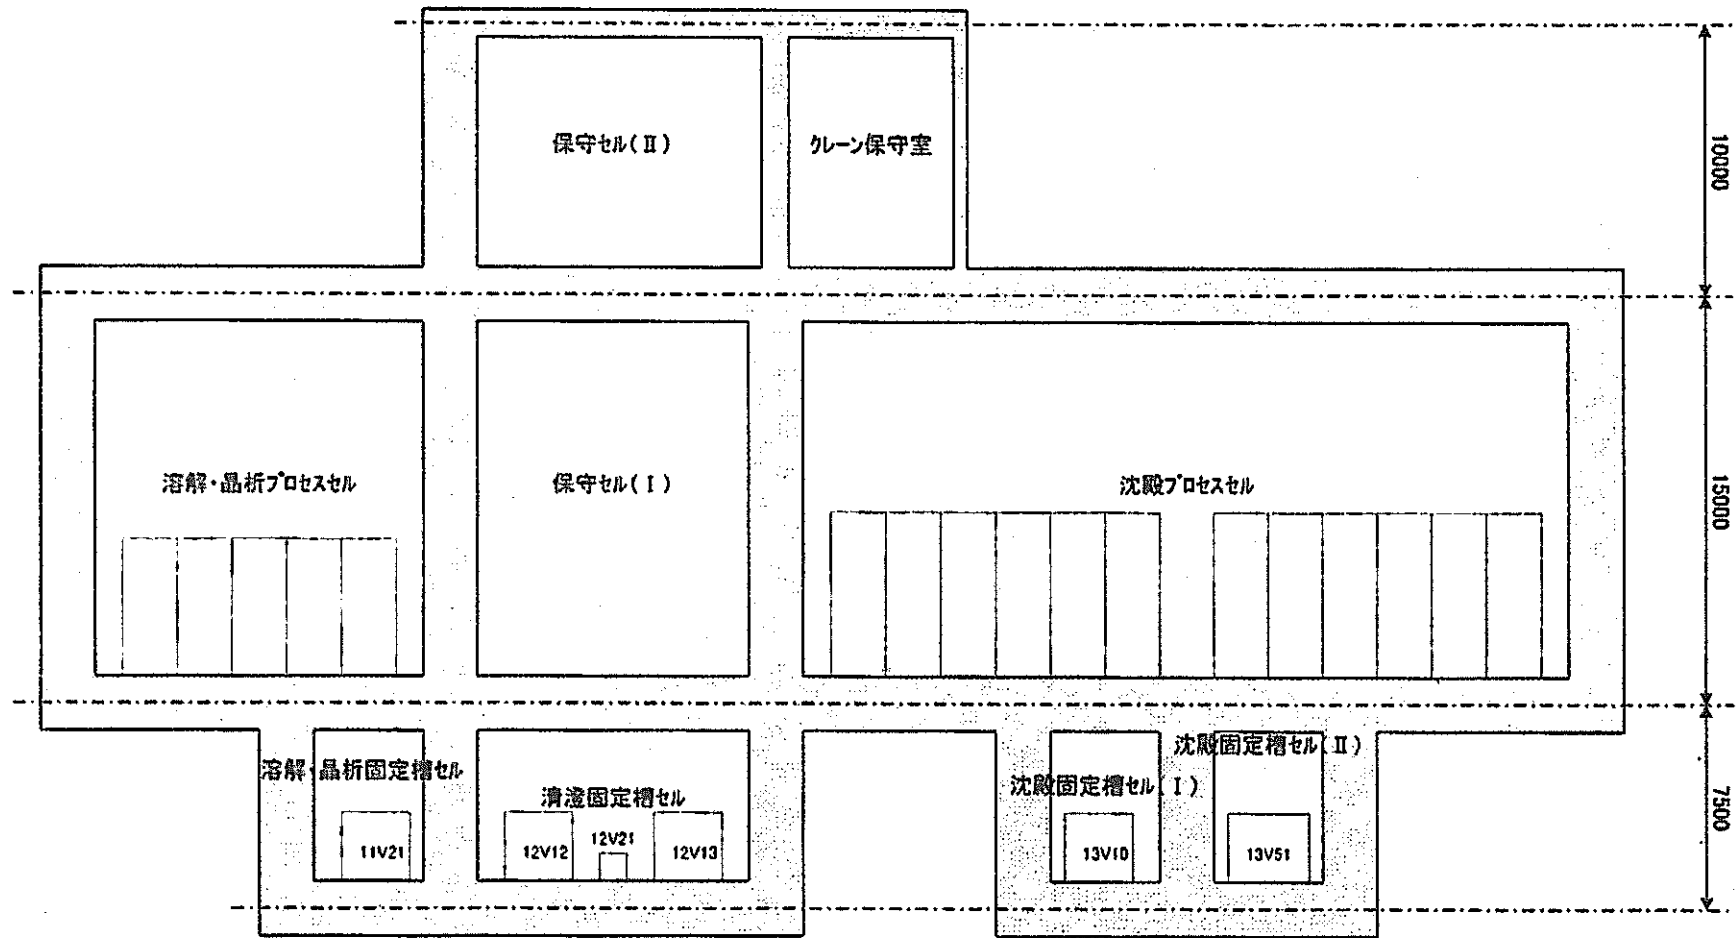 保守セル(Ⅱ)
クレーン保守室
10000
溶解・晶析プロセスセル
保守セル(Ⅰ)
沈殿プロセスセル
15000
溶解・晶析固定槽セル
清澄固定槽セル
沈殿固定槽セル(Ⅰ)
沈殿固定槽セル(Ⅱ)
7500
11V21
12V12
12V21
12V13
13V10
13V51